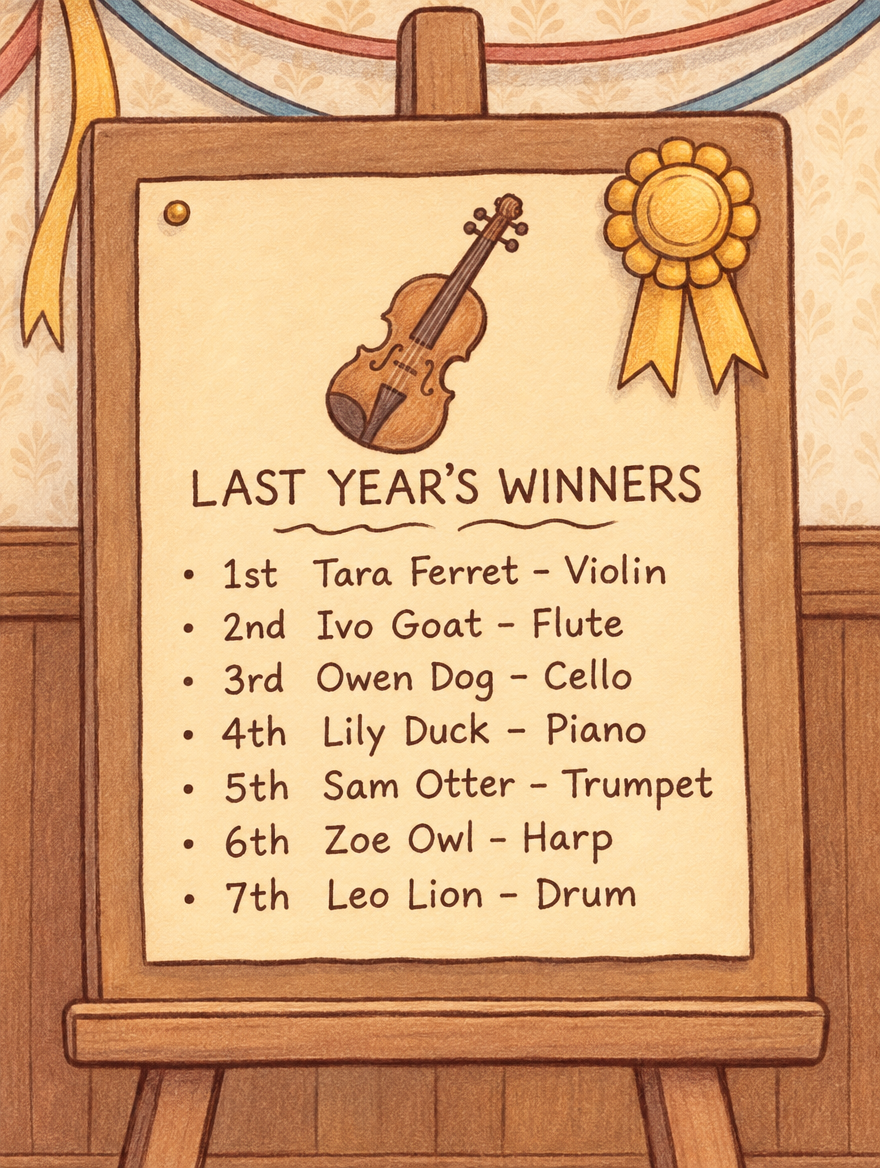 LAST YEAR'S WINNERS
• 1st Tara Ferret – Violin
• 2nd Ivo Goat – Flute
• 3rd Owen Dog – Cello
• 4th Lily Duck – Piano
• 5th Sam Otter – Trumpet
• 6th Zoe Owl – Harp
• 7th Leo Lion – Drum